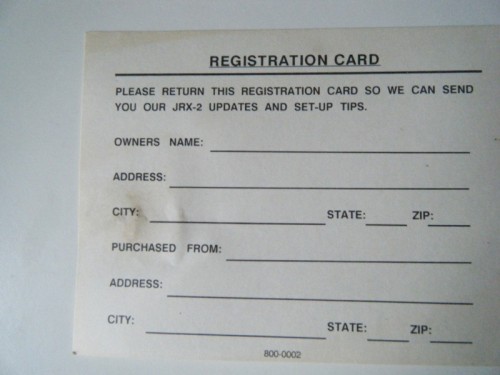 REGISTRATION CARD
PLEASE RETURN THIS REGISTRATION CARD SO WE CAN SEND
YOU OUR JRX-2 UPDATES AND SET-UP TIPS.
OWNERS NAME:
ADDRESS:
CITY: STATE: ZIP:
PURCHASED FROM:
ADDRESS:
CITY: STATE: ZIP:
800-0002